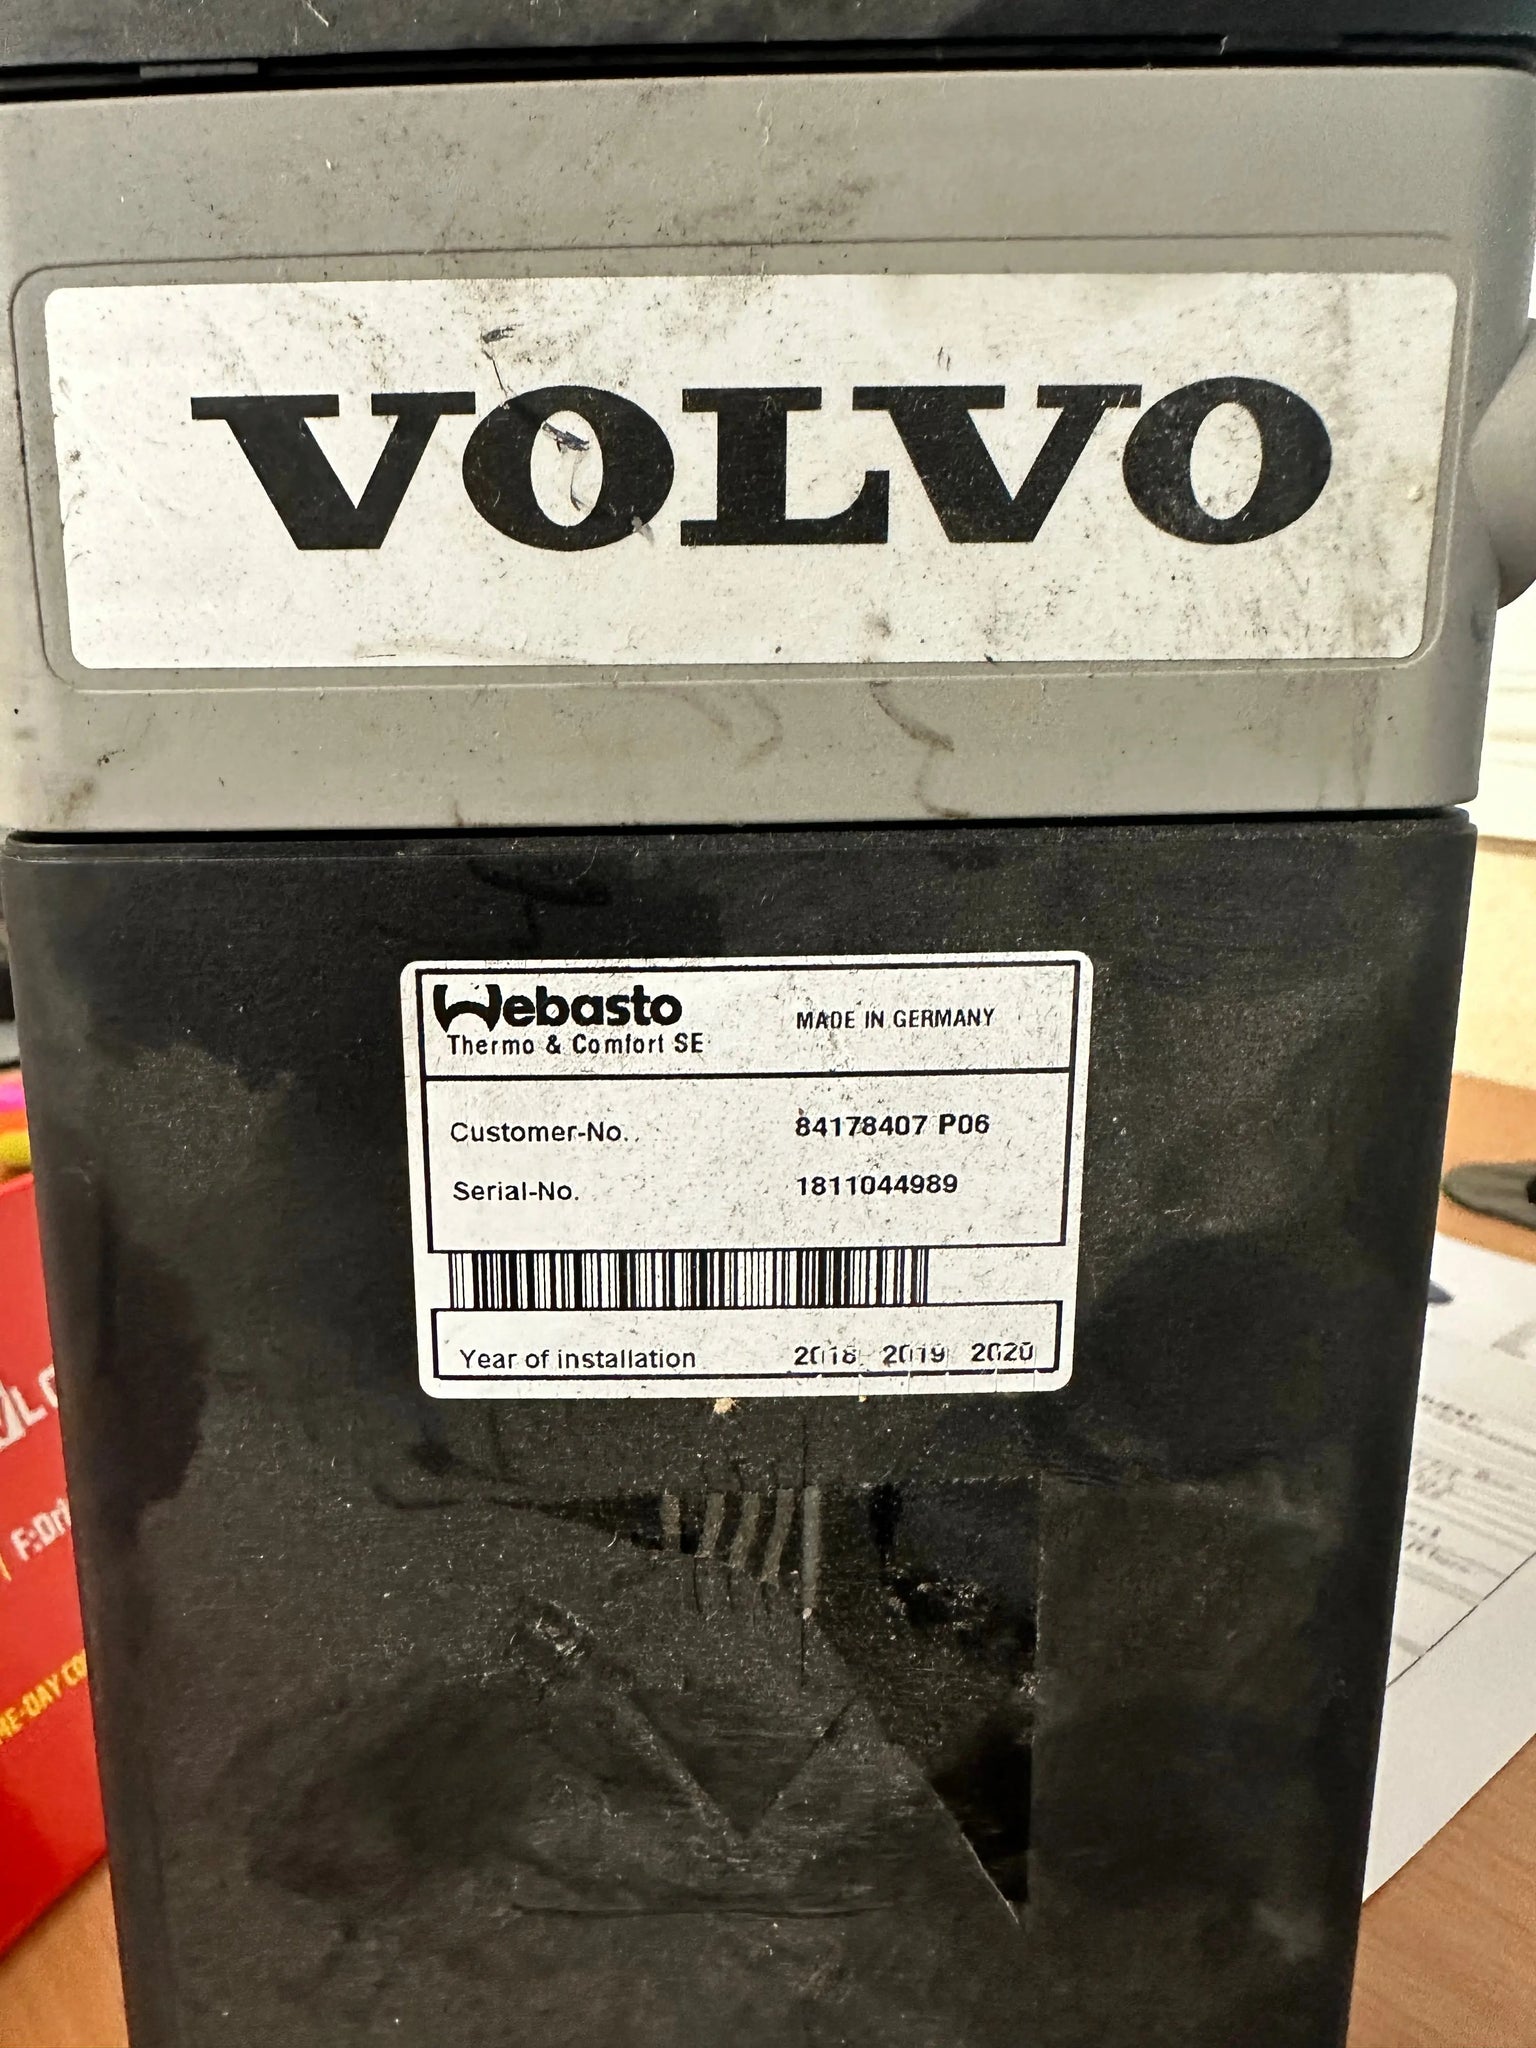 VOLVO
Webasto
Thermo & Comfort SE
MADE IN GERMANY
Customer-No. 84178407 P06
Serial-No. 1811044989
Year of installation 2018 2019 2020